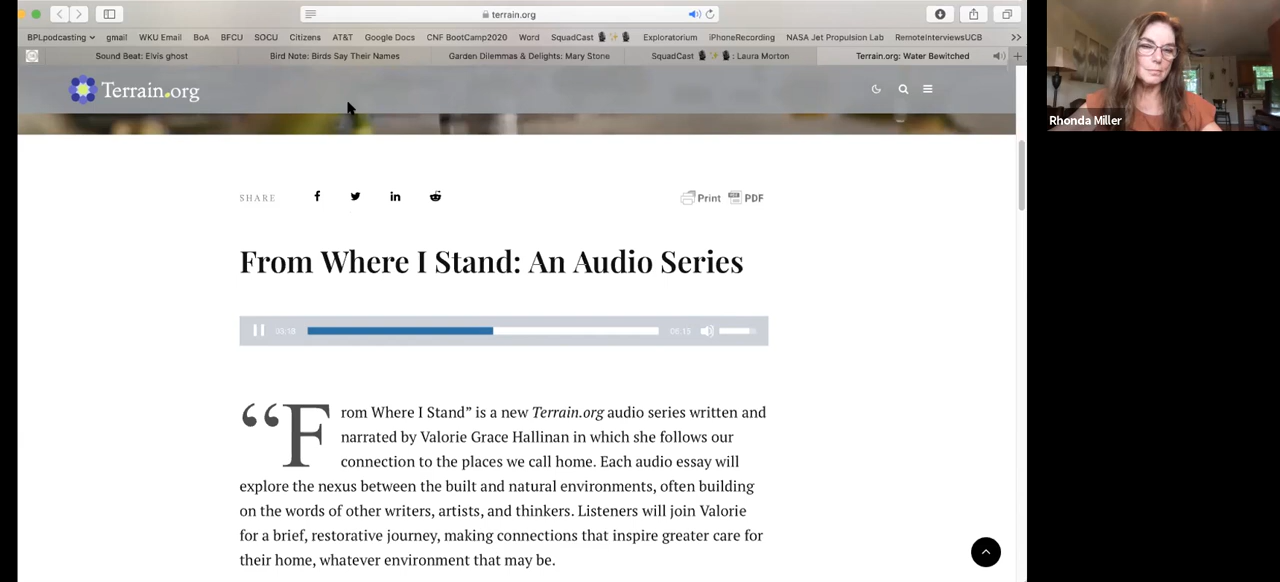 terrain.org
BPLpodcasting gmail WKU Email BoA BFCU SOCU Citizens AT&T Google Docs CNF BootCamp2020 Word SquadCast Exploratorium iPhoneRecording NASA Jet Propulsion Lab RemoteInterviewsUCB
Sound Beat: Elvis ghost Bird Note: Birds Say Their Names Garden Dilemmas & Delights: Mary Stone SquadCast : Laura Morton Terrain.org: Water Bewitched
Terrain.org
Rhonda Miller
SHARE
Print PDF
From Where I Stand: An Audio Series
03:18 06:15
“From Where I Stand” is a new Terrain.org audio series written and
narrated by Valorie Grace Hallinan in which she follows our
connection to the places we call home. Each audio essay will
explore the nexus between the built and natural environments, often building
on the words of other writers, artists, and thinkers. Listeners will join Valorie
for a brief, restorative journey, making connections that inspire greater care for
their home, whatever environment that may be.